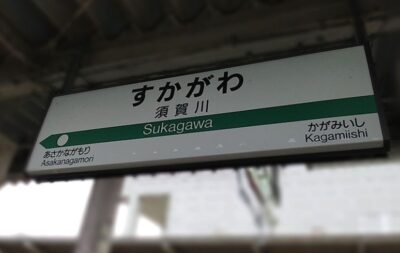 すかがわ
須賀川
Sukagawa
あさかながもり
Asakanagamori
かがみいし
Kagamiishi